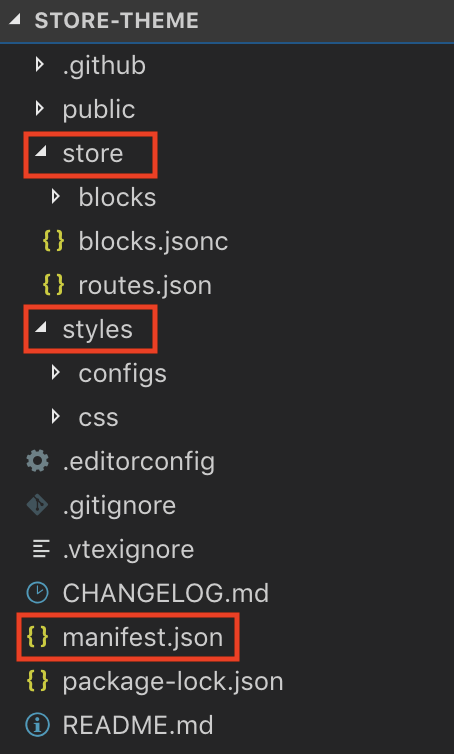 STORE-THEME
.github
public
store
blocks
blocks.jsonc
routes.json
styles
configs
css
.editorconfig
.gitignore
.vtexignore
CHANGELOG.md
manifest.json
package-lock.json
README.md